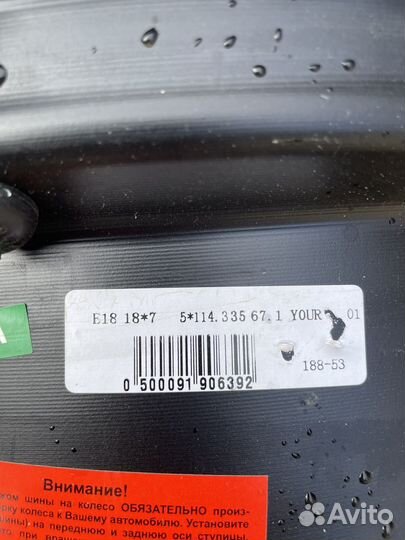 E18 18*7 5*114.335 67.1 YOUR 01
188-53
0 500091 906392
Внимание!
ком шины на колесо ОБЯЗАТЕЛЬНО произ-
рку колеса к Вашему автомобилю. Установите
шины) на переднюю и заднюю оси ступицы.
Avito